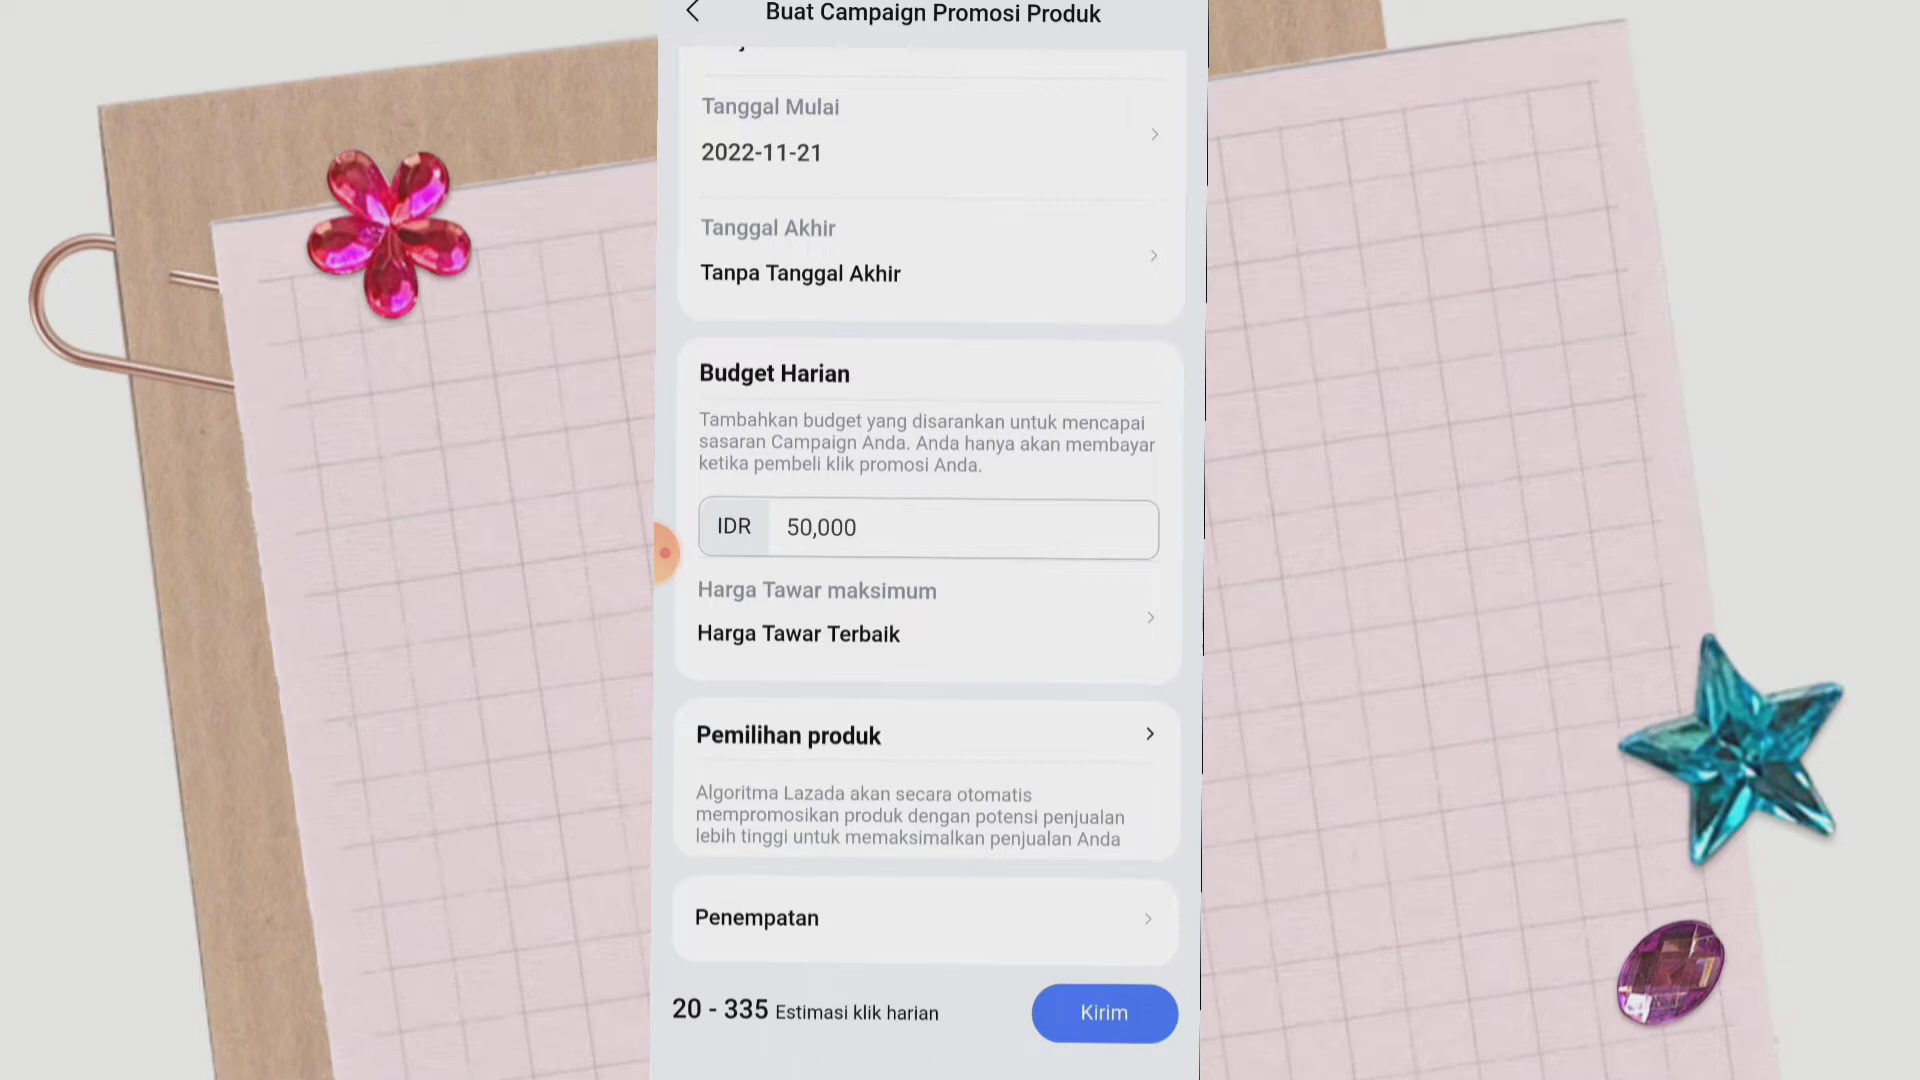 Buat Campaign Promosi Produk
Tanggal Mulai
2022-11-21
Tanggal Akhir
Tanpa Tanggal Akhir
Budget Harian
Tambahkan budget yang disarankan untuk mencapai
sasaran Campaign Anda. Anda hanya akan membayar
ketika pembeli klik promosi Anda.
IDR 50,000
Harga Tawar maksimum
Harga Tawar Terbaik
Pemilihan produk
Algoritma Lazada akan secara otomatis
mempromosikan produk dengan potensi penjualan
lebih tinggi untuk memaksimalkan penjualan Anda
Penempatan
20 - 335 Estimasi klik harian
Kirim